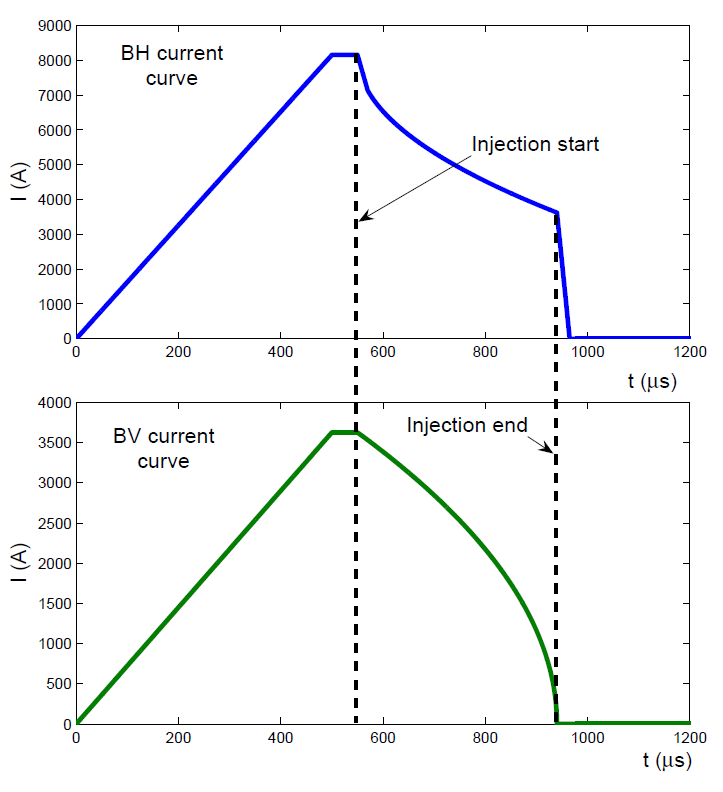 BH current
curve
9000
8000
7000
6000
5000
4000
3000
2000
1000
0
I (A)
Injection start
0 200 400 600 800 1000 1200
t (μs)
BV current
curve
Injection end
4000
3500
3000
2500
2000
1500
1000
500
0
I (A)
0 200 400 600 800 1000 1200
t (μs)